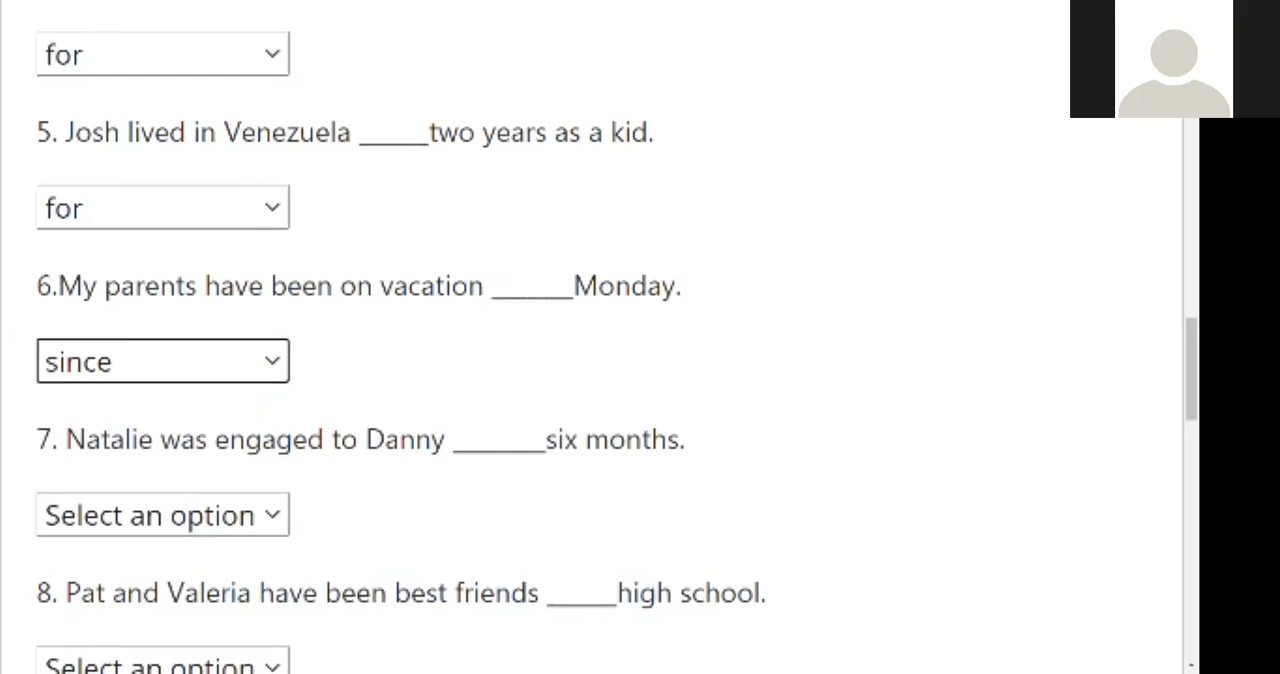 for
5. Josh lived in Venezuela _____two years as a kid.
for
6.My parents have been on vacation ______Monday.
since
7. Natalie was engaged to Danny _______six months.
Select an option
8. Pat and Valeria have been best friends _____high school.
Select an option